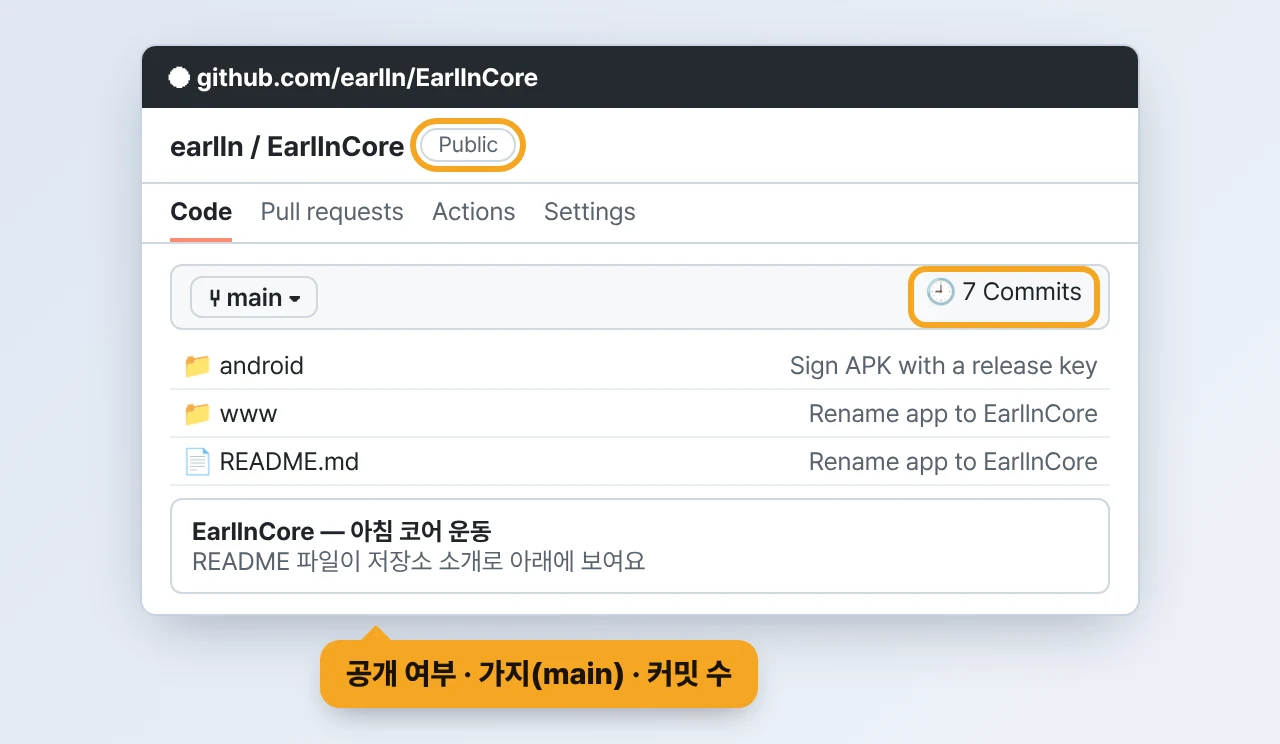 github.com/earlIn/EarlInCore
earlIn / EarlInCore Public
Code Pull requests Actions Settings
main 7 Commits
android Sign APK with a release key
www Rename app to EarlInCore
README.md Rename app to EarlInCore
EarlInCore — 아침 코어 운동
README 파일이 저장소 소개로 아래에 보여요
공개 여부 · 가지(main) · 커밋 수